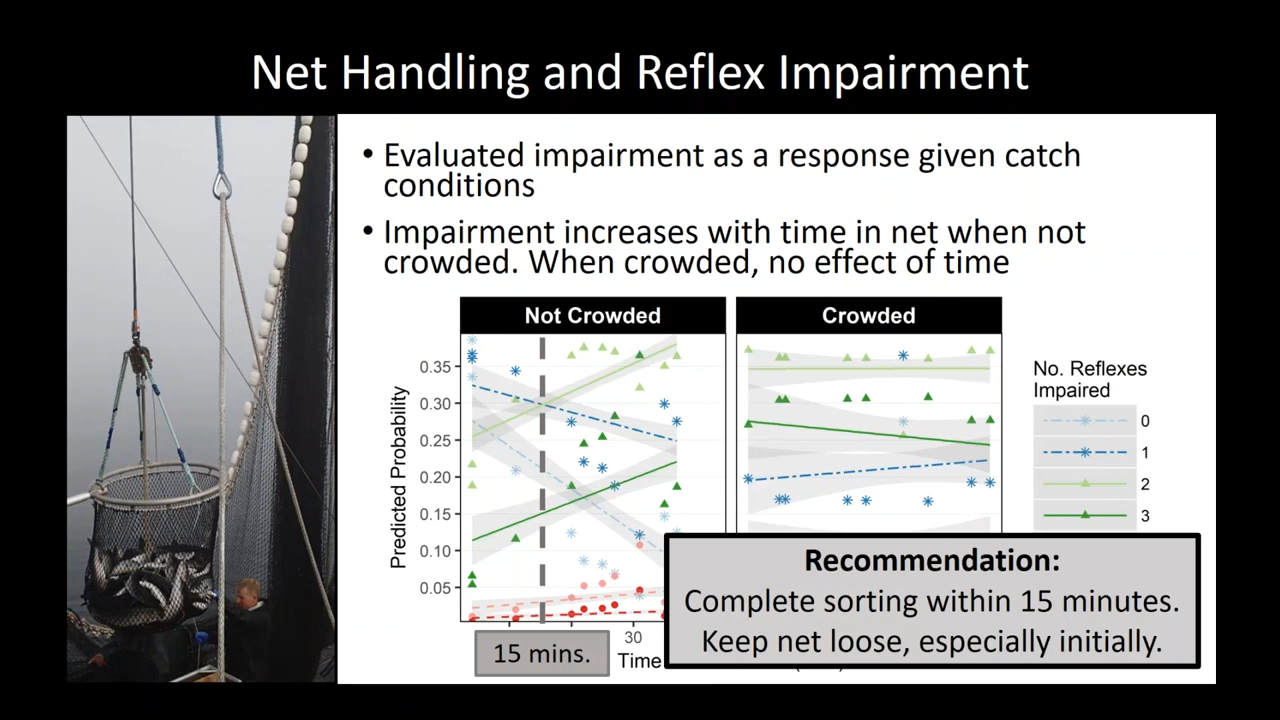 Net Handling and Reflex Impairment
• Evaluated impairment as a response given catch
conditions
• Impairment increases with time in net when not
crowded. When crowded, no effect of time
Not Crowded
Crowded
Predicted Probability
0.35
0.30
0.25
0.20
0.15
0.10
0.05
30
Time
15 mins.
No. Reflexes
Impaired
0
1
2
3
Recommendation:
Complete sorting within 15 minutes.
Keep net loose, especially initially.